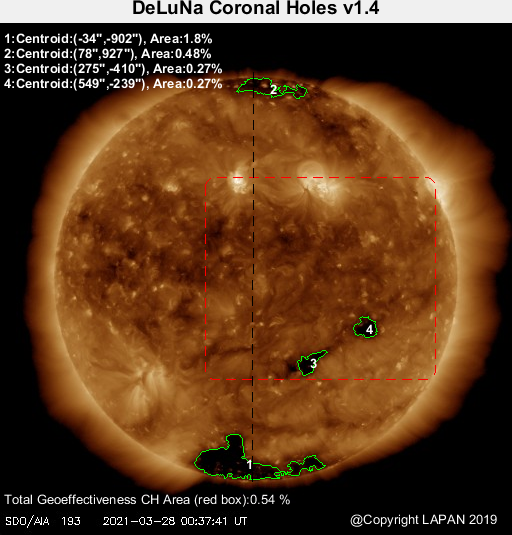 DeLuNa Coronal Holes v1.4
1:Centroid:(-34",-902"), Area:1.8%
2:Centroid:(78",927"), Area:0.48%
3:Centroid:(275",-410"), Area:0.27%
4:Centroid:(549",-239"), Area:0.27%
2
4
3
1
Total Geoeffectiveness CH Area (red box):0.54 %
SDO/AIA 193 2021-03-28 00:37:41 UT
@Copyright LAPAN 2019